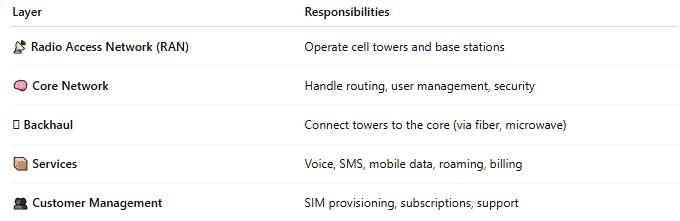 Layer Responsibilities
📡 Radio Access Network (RAN) Operate cell towers and base stations
🧠 Core Network Handle routing, user management, security
Backhaul Connect towers to the core (via fiber, microwave)
📦 Services Voice, SMS, mobile data, roaming, billing
👥 Customer Management SIM provisioning, subscriptions, support